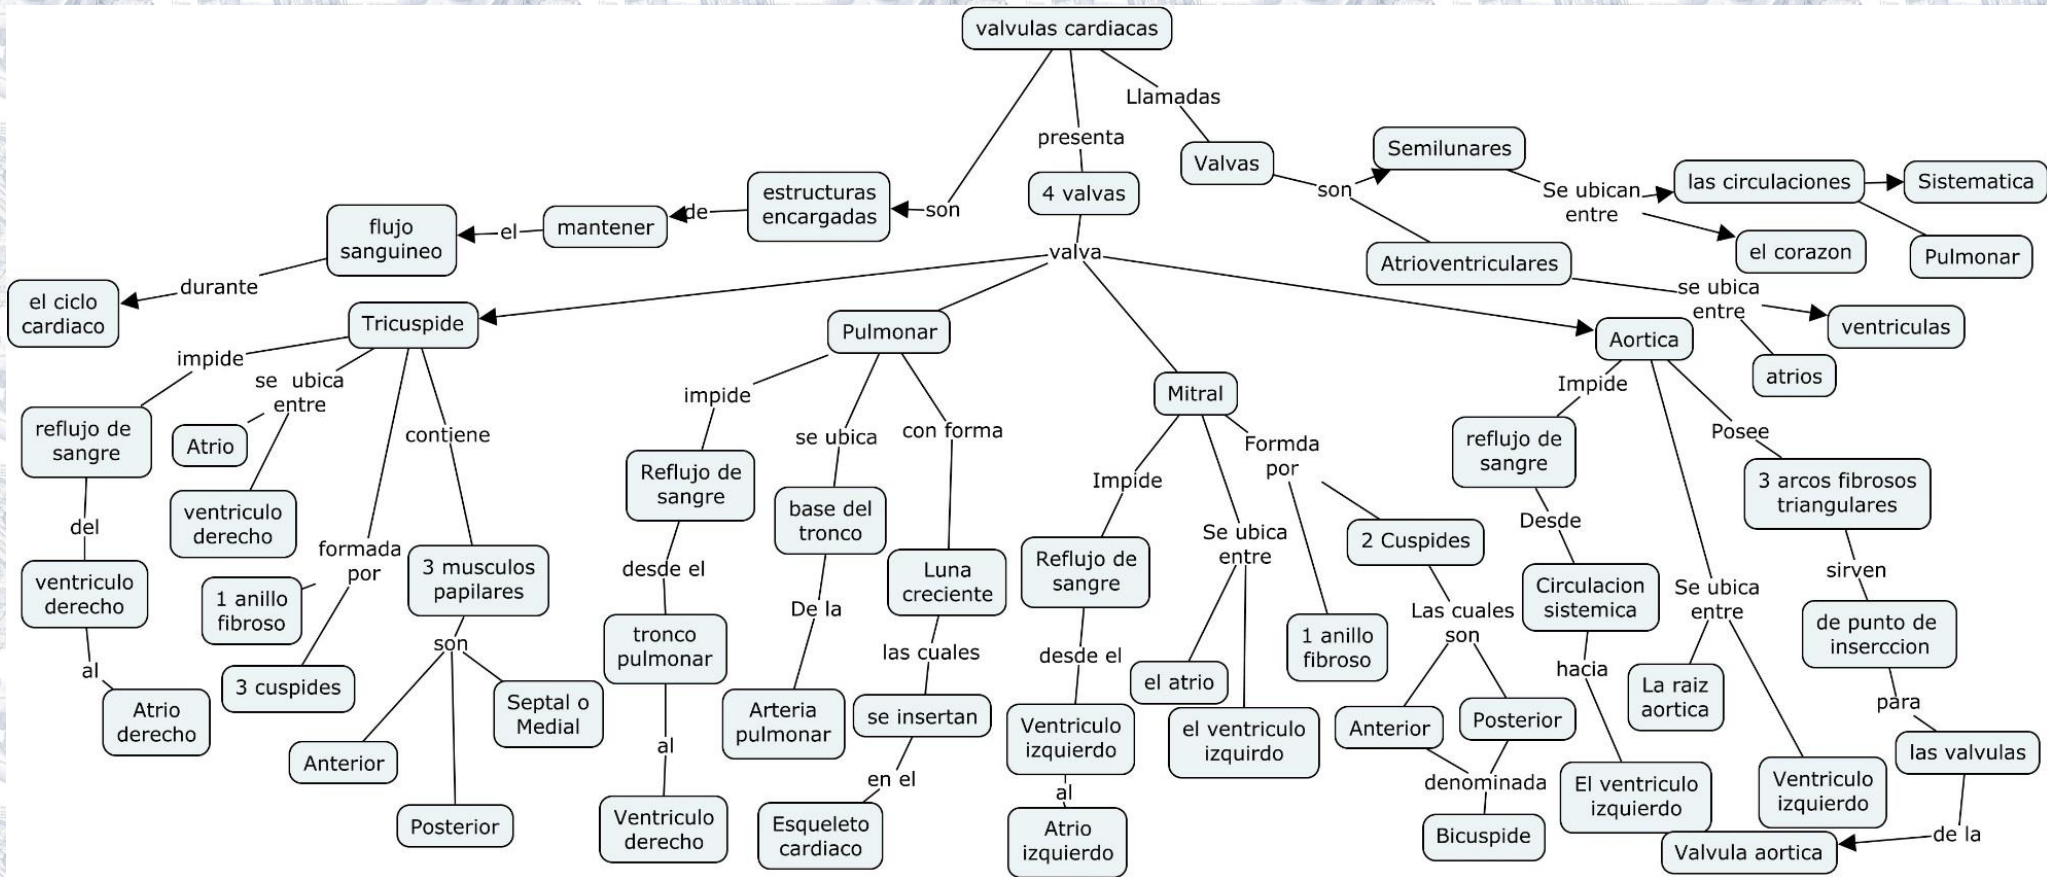 valvulas cardiacas
Llamadas
presenta
son
Valvas
son
Semilunares
Se ubican
entre
las circulaciones
Sistematica
Pulmonar
el corazon
Atrioventriculares
se ubica
entre
ventriculas
atrios
4 valvas
valva
estructuras
encargadas
de
mantener
el
flujo
sanguineo
durante
el ciclo
cardiaco
Tricuspide
impide
reflujo de
sangre
del
ventriculo
derecho
al
Atrio
derecho
se ubica
entre
Atrio
ventriculo
derecho
formada
por
1 anillo
fibroso
3 cuspides
contiene
3 musculos
papilares
son
Anterior
Posterior
Septal o
Medial
Pulmonar
impide
Reflujo de
sangre
desde el
tronco
pulmonar
al
Ventriculo
derecho
se ubica
base del
tronco
De la
Arteria
pulmonar
con forma
Luna
creciente
las cuales
se insertan
en el
Esqueleto
cardiaco
Mitral
Impide
Reflujo de
sangre
desde el
Ventriculo
izquierdo
al
Atrio
izquierdo
Se ubica
entre
el atrio
el ventriculo
izquirdo
Formda
por
1 anillo
fibroso
2 Cuspides
Las cuales
son
Anterior
Posterior
denominada
Bicuspide
Aortica
Impide
reflujo de
sangre
Desde
Circulacion
sistemica
hacia
El ventriculo
izquierdo
Se ubica
entre
La raiz
aortica
Ventriculo
izquierdo
Posee
3 arcos fibrosos
triangulares
sirven
de punto de
inserccion
para
las valvulas
de la
Valvula aortica